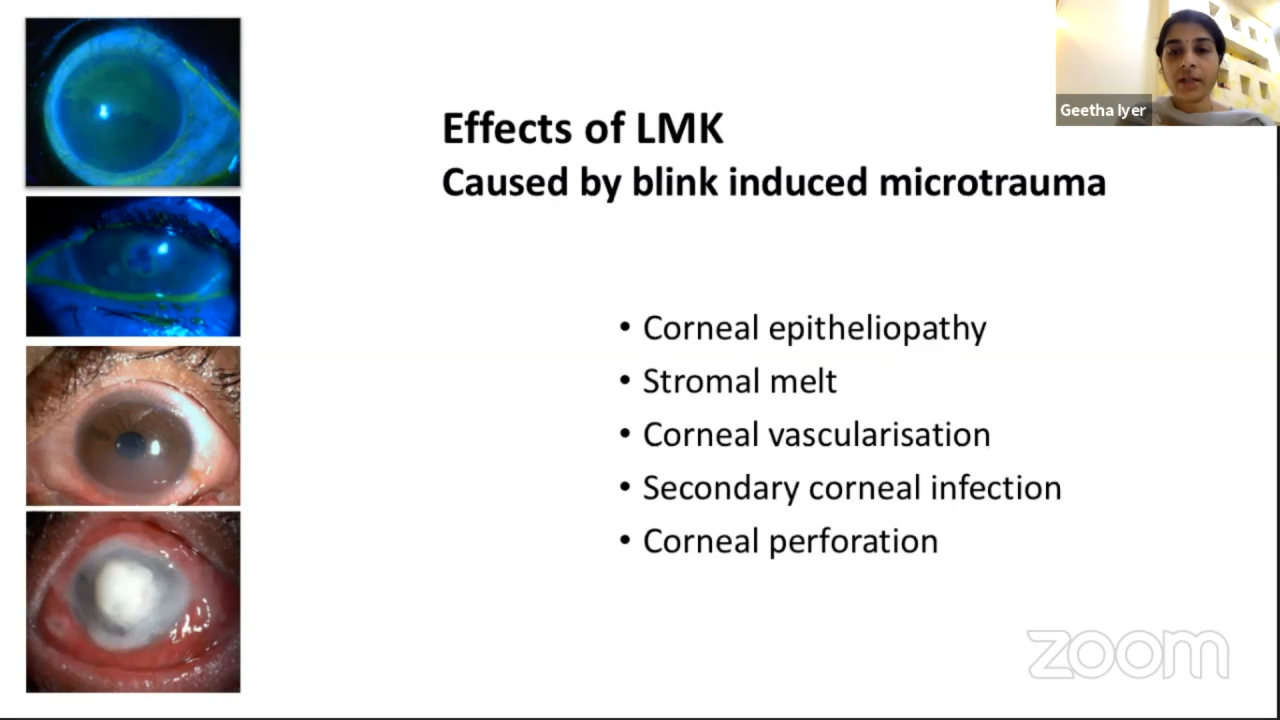 Geetha Iyer
Effects of LMK
Caused by blink induced microtrauma
• Corneal epitheliopathy
• Stromal melt
• Corneal vascularisation
• Secondary corneal infection
• Corneal perforation
zoom